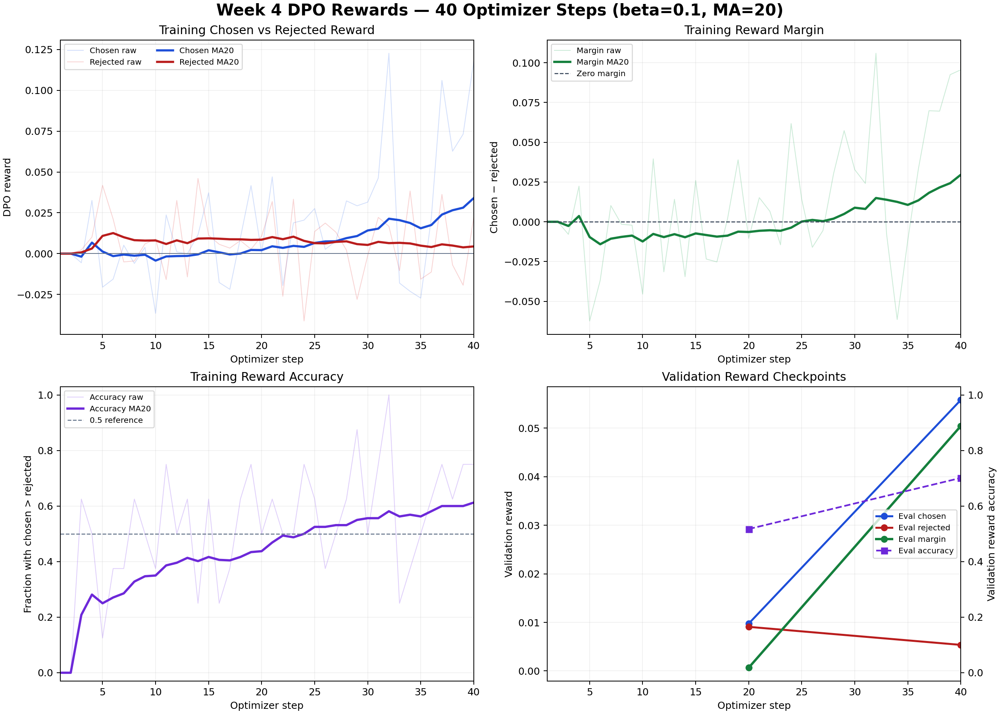 Week 4 DPO Rewards — 40 Optimizer Steps (beta=0.1, MA=20)
Training Chosen vs Rejected Reward
Chosen raw
Rejected raw
Chosen MA20
Rejected MA20
DPO reward
0.125
0.100
0.075
0.050
0.025
0.000
−0.025
5 10 15 20 25 30 35 40
Optimizer step
Training Reward Margin
Margin raw
Margin MA20
Zero margin
Chosen − rejected
0.100
0.075
0.050
0.025
0.000
−0.025
−0.050
5 10 15 20 25 30 35 40
Optimizer step
Training Reward Accuracy
Accuracy raw
Accuracy MA20
0.5 reference
Fraction with chosen > rejected
1.0
0.8
0.6
0.4
0.2
0.0
5 10 15 20 25 30 35 40
Optimizer step
Validation Reward Checkpoints
Validation reward
0.05
0.04
0.03
0.02
0.01
0.00
Eval chosen
Eval rejected
Eval margin
Eval accuracy
1.0
0.8
0.6
0.4
0.2
0.0
Validation reward accuracy
5 10 15 20 25 30 35 40
Optimizer step